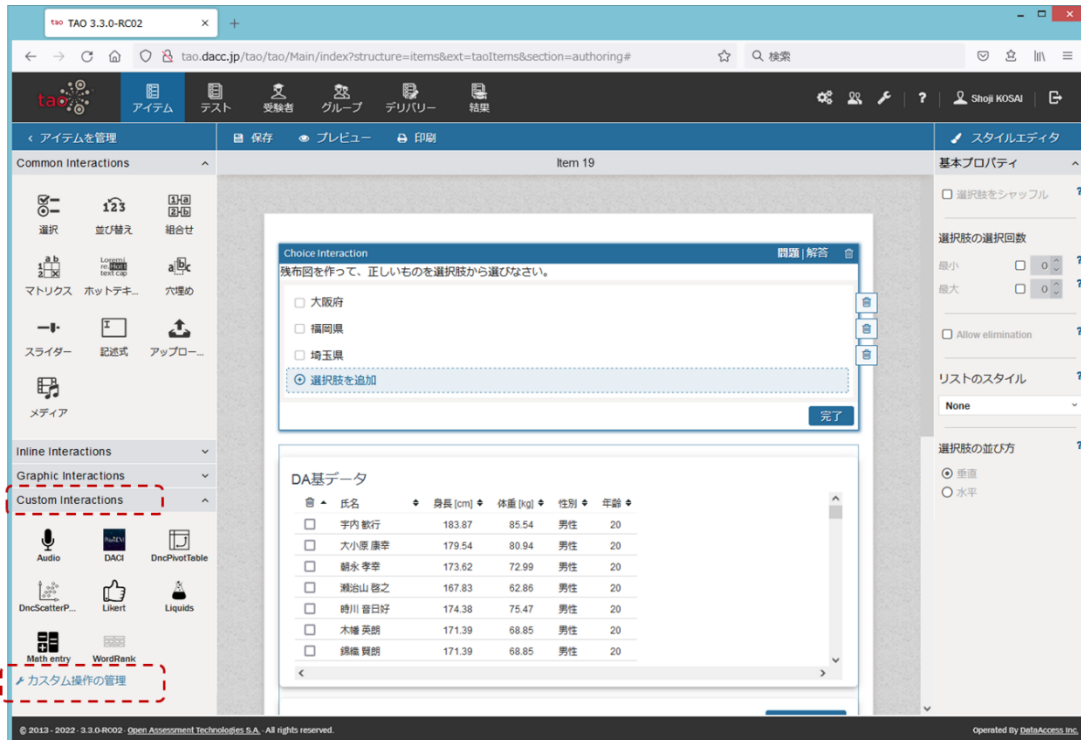 tao TAO 3.3.0-RC02
tao.dacc.jp/tao/tao/Main/index?structure=items&ext=taoItems&section=authoring#
検索
tao
アイテム
テスト
受験者
グループ
デリバリー
結果
?
Shoji KOSAI
アイテムを管理
保存
プレビュー
印刷
スタイルエディタ
Common Interactions
Item 19
基本プロパティ
選択
並び替え
組合せ
マトリクス
ホットテキ...
穴埋め
スライダー
記述式
アップロー...
メディア
Inline Interactions
Graphic Interactions
Custom Interactions
Audio
DACI
DncPivotTable
DncScatterP...
Likert
Liquids
Math entry
WordRank
カスタム操作の管理
Choice Interaction 問題 | 解答
残布図を作って、正しいものを選択肢から選びなさい。
大阪府
福岡県
埼玉県
選択肢を追加
完了
DA基データ
氏名 身長 [cm] 体重 [kg] 性別 年齢
宇内 敏行 183.87 85.54 男性 20
大小原 康幸 179.54 80.94 男性 20
朝永 孝幸 173.62 72.99 男性 20
瀬治山 啓之 167.83 62.86 男性 20
時川 音日好 174.38 75.47 男性 20
木幡 英朗 171.39 68.85 男性 20
錦織 賢朗 171.39 68.85 男性 20
選択肢をシャッフル ?
選択肢の選択回数
最小 0 ?
最大 0 ?
Allow elimination ?
リストのスタイル ?
None
選択肢の並び方 ?
垂直
水平
© 2013 - 2022 · 3.3.0-RC02 · Open Assessment Technologies S.A. · All rights reserved.
Operated By DataAccess Inc.